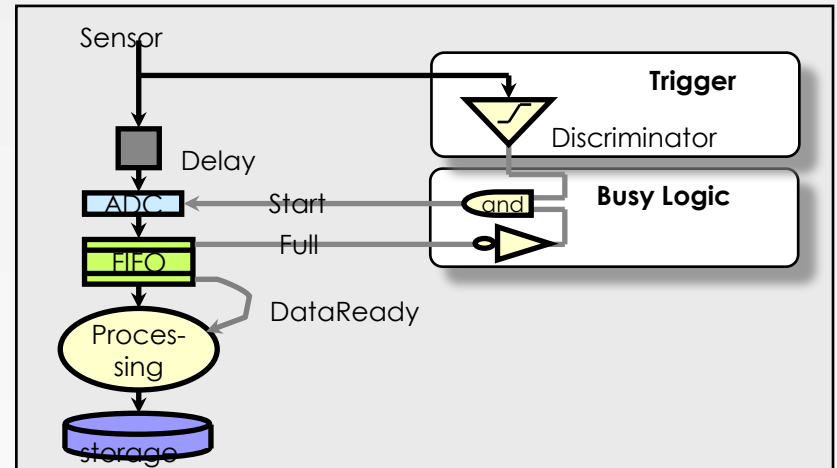 Sensor
Trigger
Discriminator
Delay
ADC
Start
and
Busy Logic
Full
FIFO
DataReady
Proces-
sing
storage